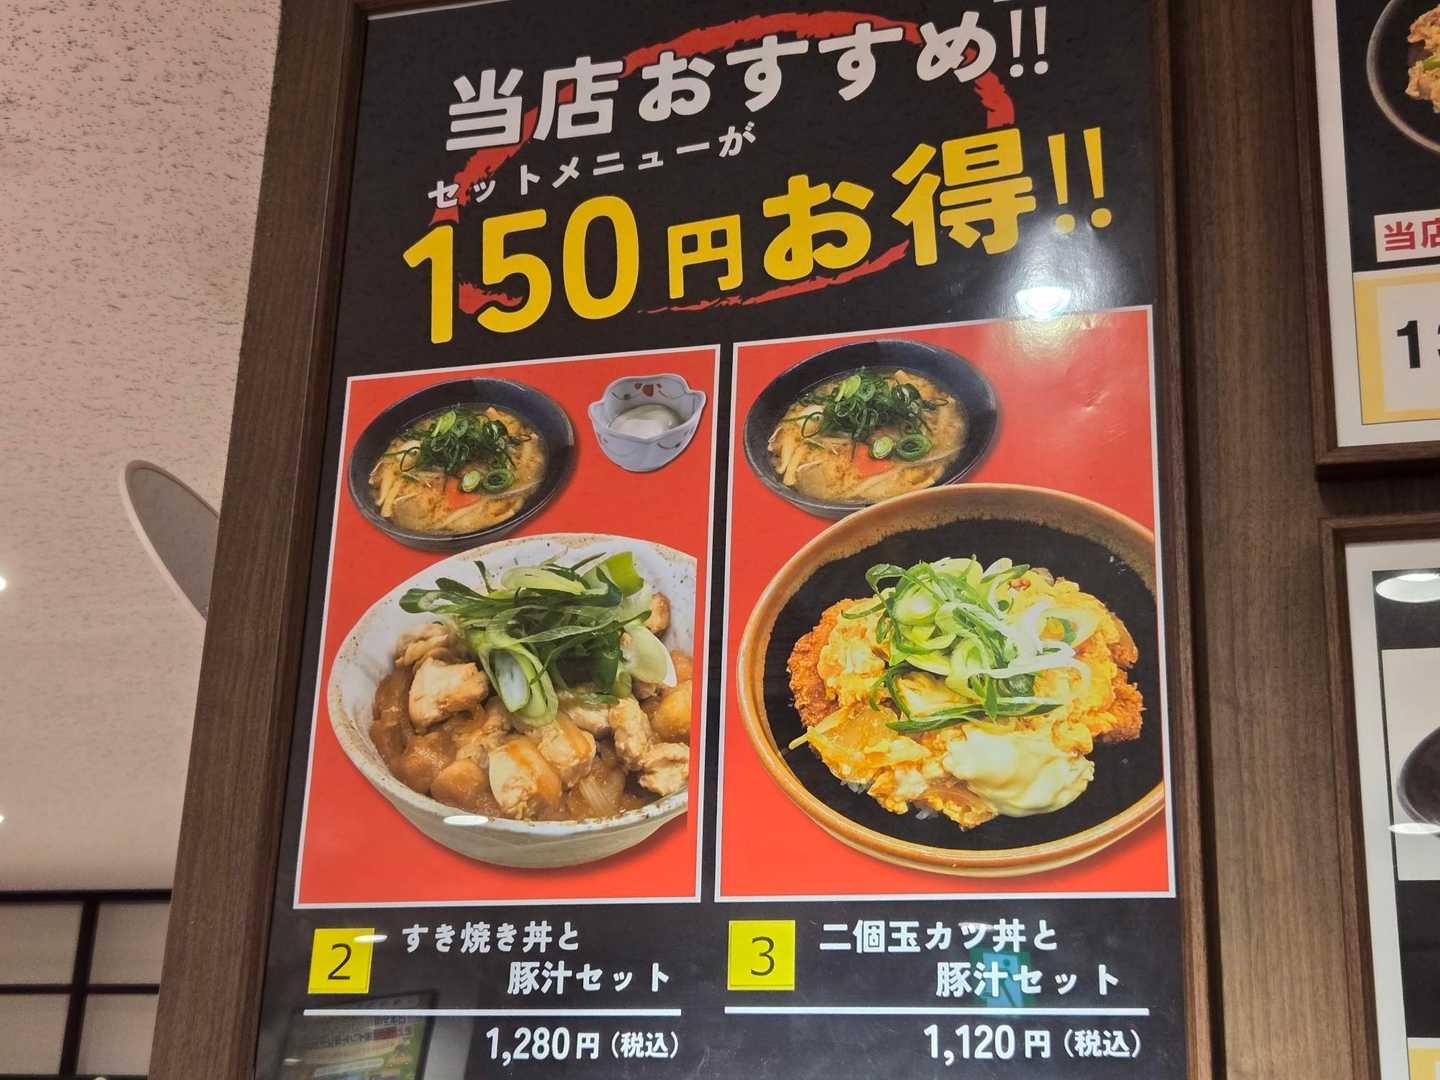 当店おすすめ!!
セットメニューが
150円お得!!
2 すき焼き丼と
豚汁セット
1,280円(税込)
3 二個玉カツ丼と
豚汁セット
1,120円(税込)
当店